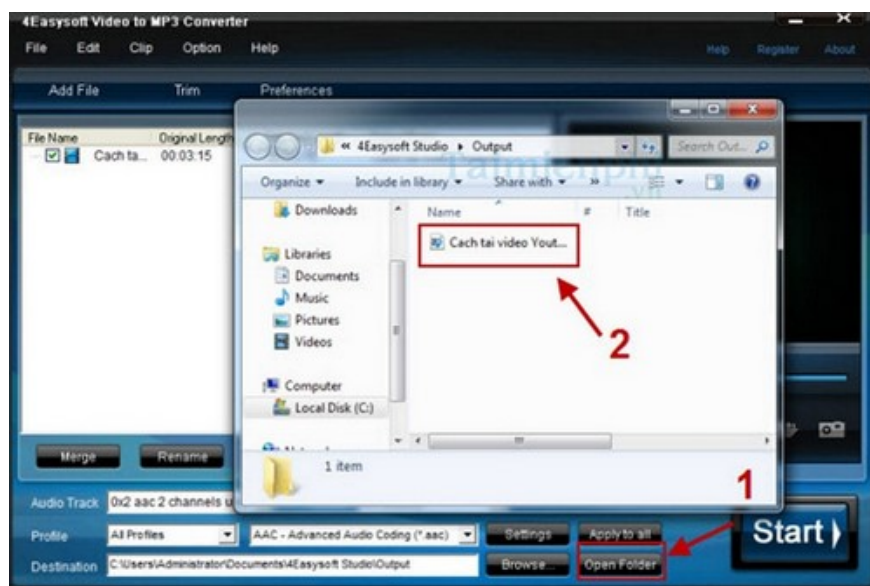 4Easysoft Video to MP3 Converter
File Edit Clip Option Help
Help Register About
Add File Trim Preferences
File Name Original Length
Cach ta... 00:03:15
« 4Easysoft Studio ▸ Output
Search Out...
Taimienphi
.vn
Organize Include in library Share with »
Name # Title
Downloads
Cach tai video Yout...
Libraries
Documents
Music
Pictures
Videos
2
Computer
Local Disk (C:)
1 item
Merge Rename
1
Audio Track 0x2 aac 2 channels u
Profile All Profiles AAC - Advanced Audio Coding (*.aac) Settings Apply to all
Start
Destination C:\Users\Administrator\Documents\4Easysoft Studio\Output Browse... Open Folder